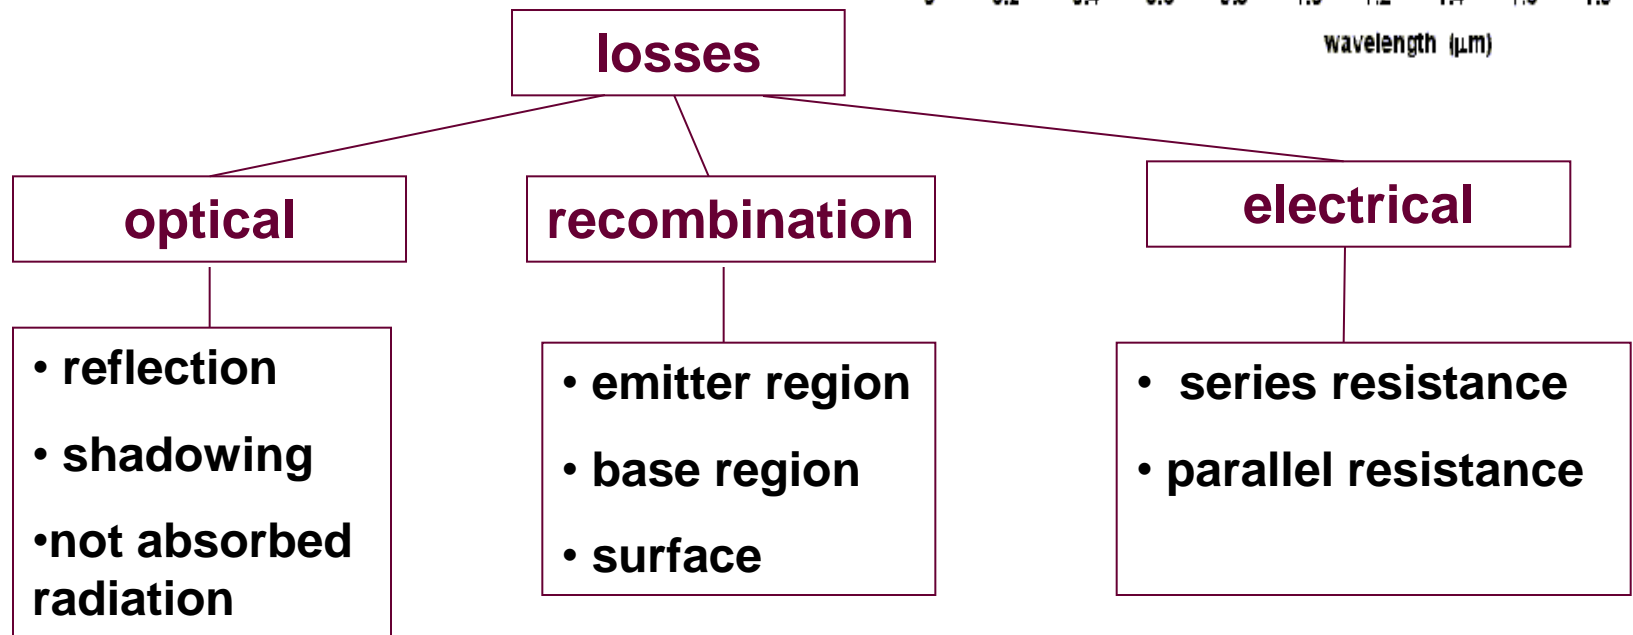 wavelength (μm)
losses
optical
recombination
electrical
• reflection
• shadowing
•not absorbed
radiation
• emitter region
• base region
• surface
• series resistance
• parallel resistance